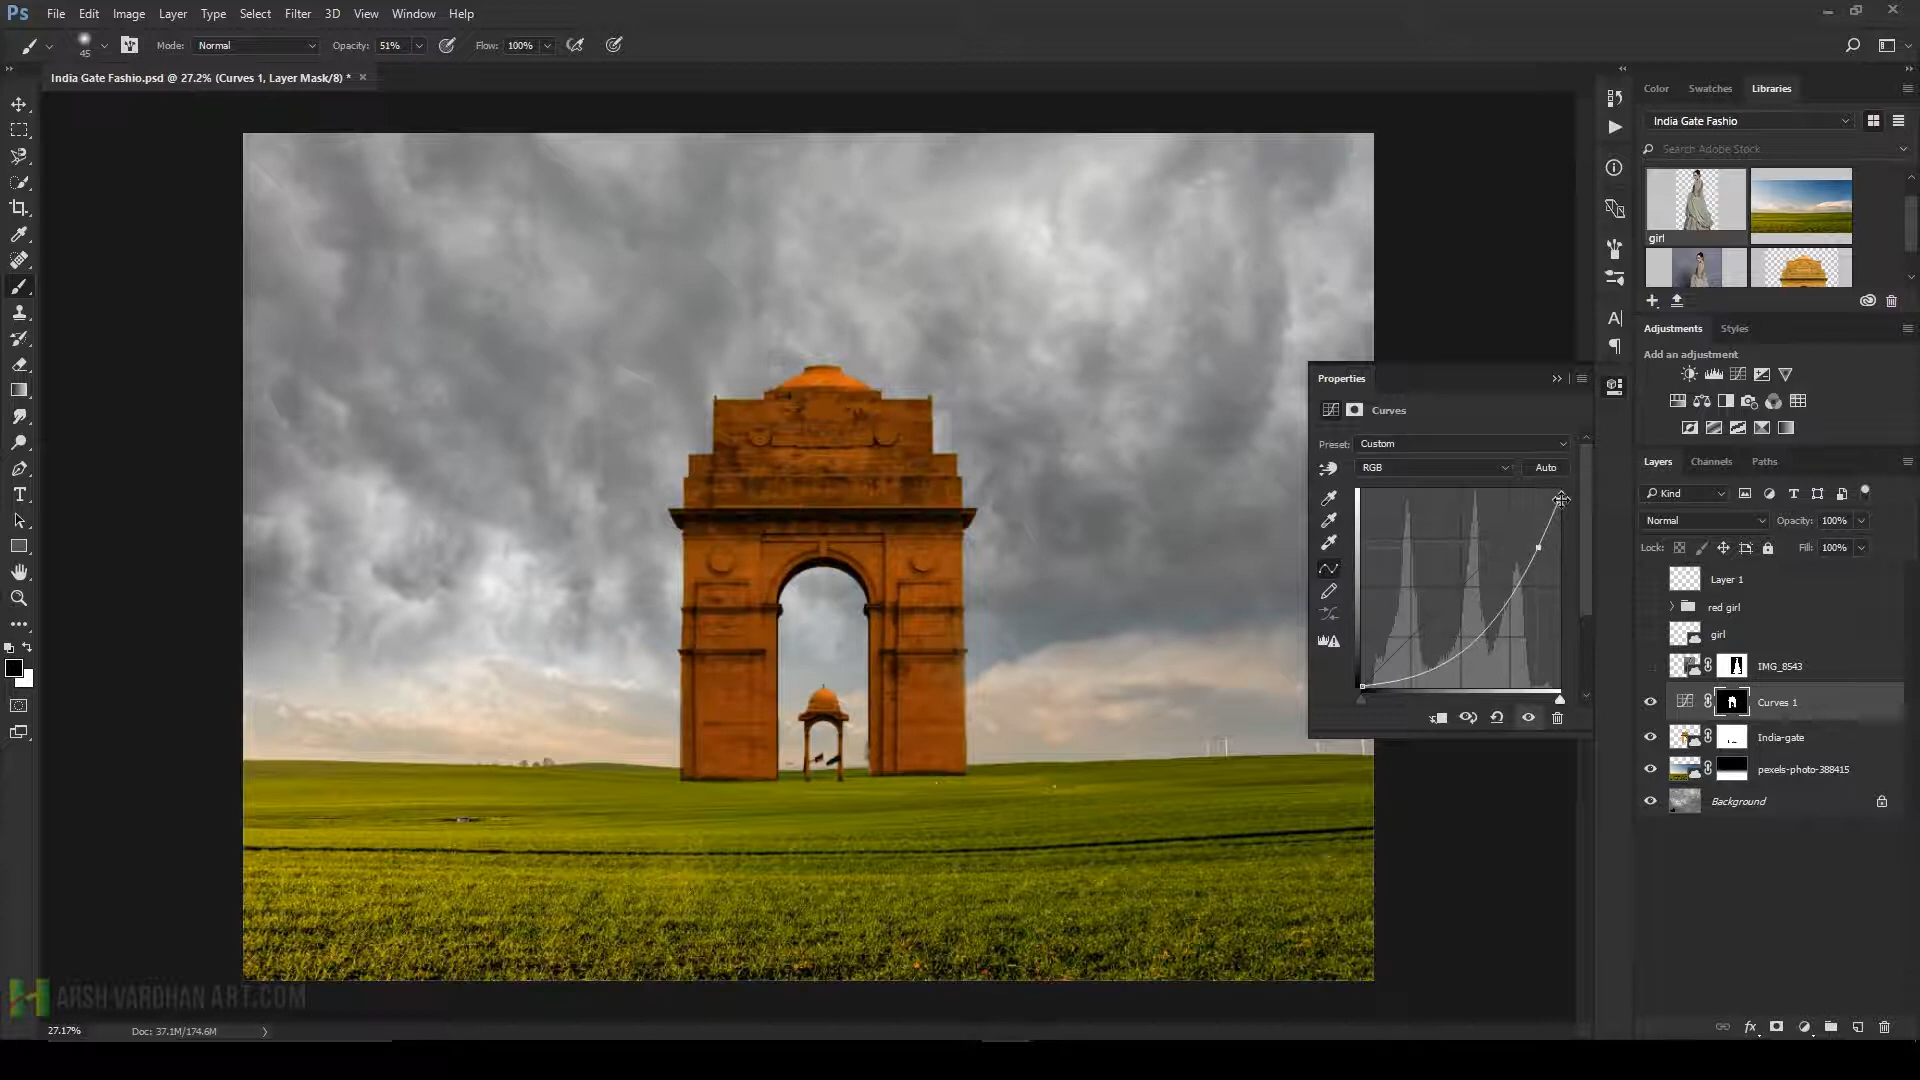 Ps File Edit Image Layer Type Select Filter 3D View Window Help
45 Mode: Normal Opacity: 51% Flow: 100%
India Gate Fashio.psd @ 27.2% (Curves 1, Layer Mask/8) * ×
Color Swatches Libraries
India Gate Fashio
Search Adobe Stock
girl
Adjustments Styles
Add an adjustment
Properties
Curves
Preset: Custom
RGB Auto
Layers Channels Paths
Kind
Normal Opacity: 100%
Lock: Fill: 100%
Layer 1
red girl
girl
IMG_8543
Curves 1
India-gate
pexels-photo-388415
Background
ARSH VARDHAN ART.COM
27.17% Doc: 37.1M/174.6M